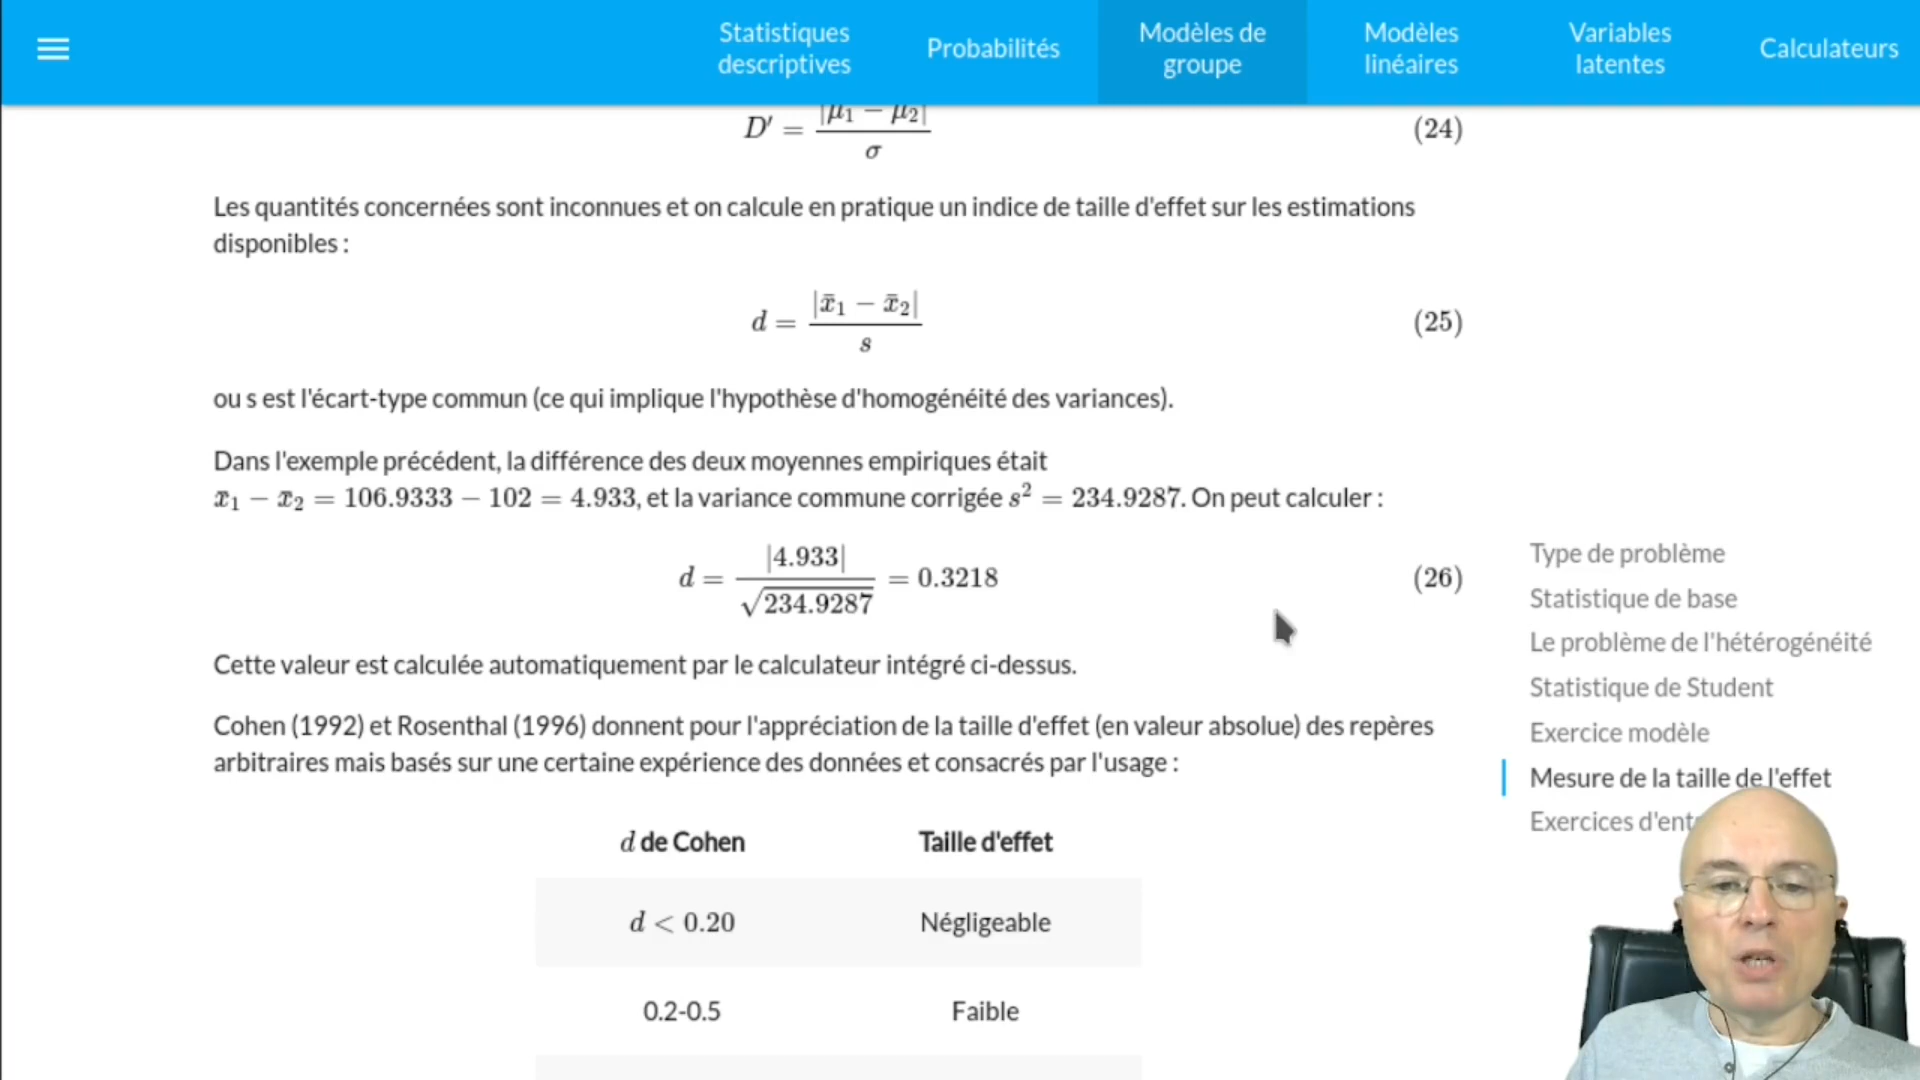 Statistiques descriptives
Probabilités
Modèles de groupe
Modèles linéaires
Variables latentes
Calculateurs
D′ = |μ1 − μ2| / σ (24)
Les quantités concernées sont inconnues et on calcule en pratique un indice de taille d'effet sur les estimations
disponibles :
d = |x̄1 − x̄2| / s (25)
ou s est l'écart-type commun (ce qui implique l'hypothèse d'homogénéité des variances).
Dans l'exemple précédent, la différence des deux moyennes empiriques était
x̄1 − x̄2 = 106.9333 − 102 = 4.933, et la variance commune corrigée s² = 234.9287. On peut calculer :
d = |4.933| / √234.9287 = 0.3218 (26)
Cette valeur est calculée automatiquement par le calculateur intégré ci-dessus.
Cohen (1992) et Rosenthal (1996) donnent pour l'appréciation de la taille d'effet (en valeur absolue) des repères
arbitraires mais basés sur une certaine expérience des données et consacrés par l'usage :
d de Cohen Taille d'effet
d < 0.20 Négligeable
0.2-0.5 Faible
Type de problème
Statistique de base
Le problème de l'hétérogénéité
Statistique de Student
Exercice modèle
Mesure de la taille de l'effet
Exercices